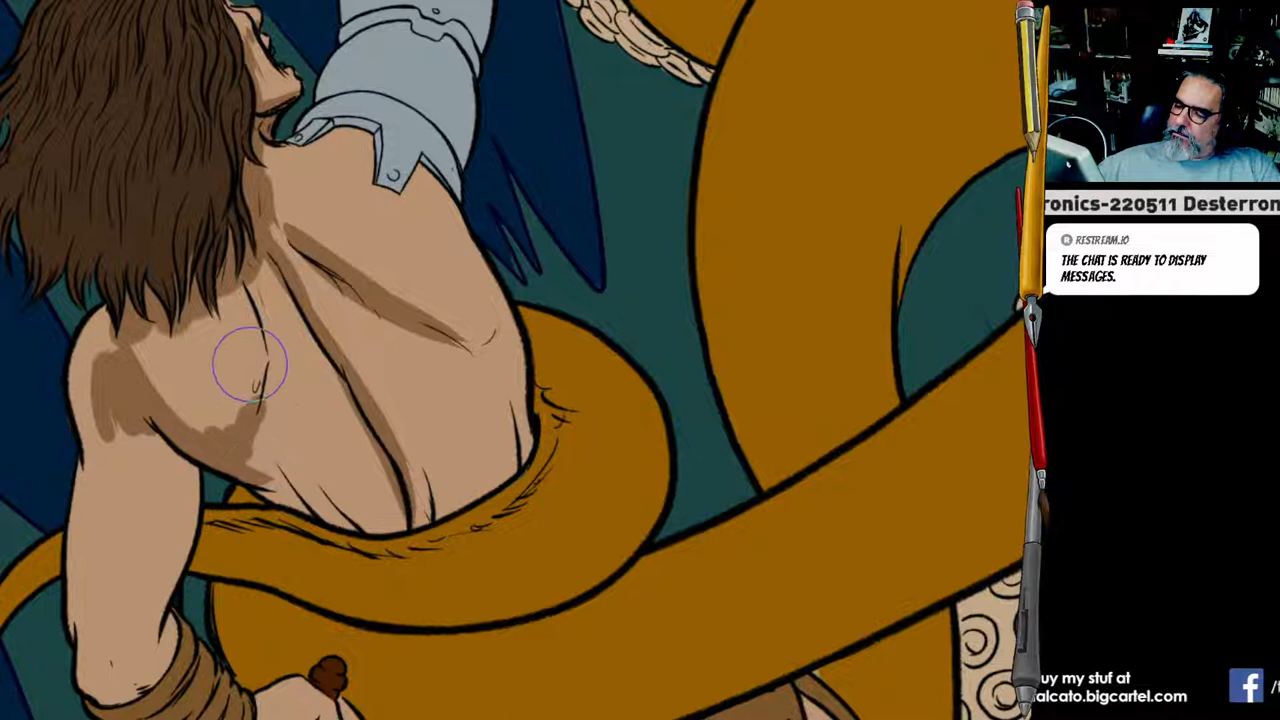 ronics-220511 Desterron
RESTREAM.IO
THE CHAT IS READY TO DISPLAY
MESSAGES.
uy my stuf at
alcato.bigcartel.com